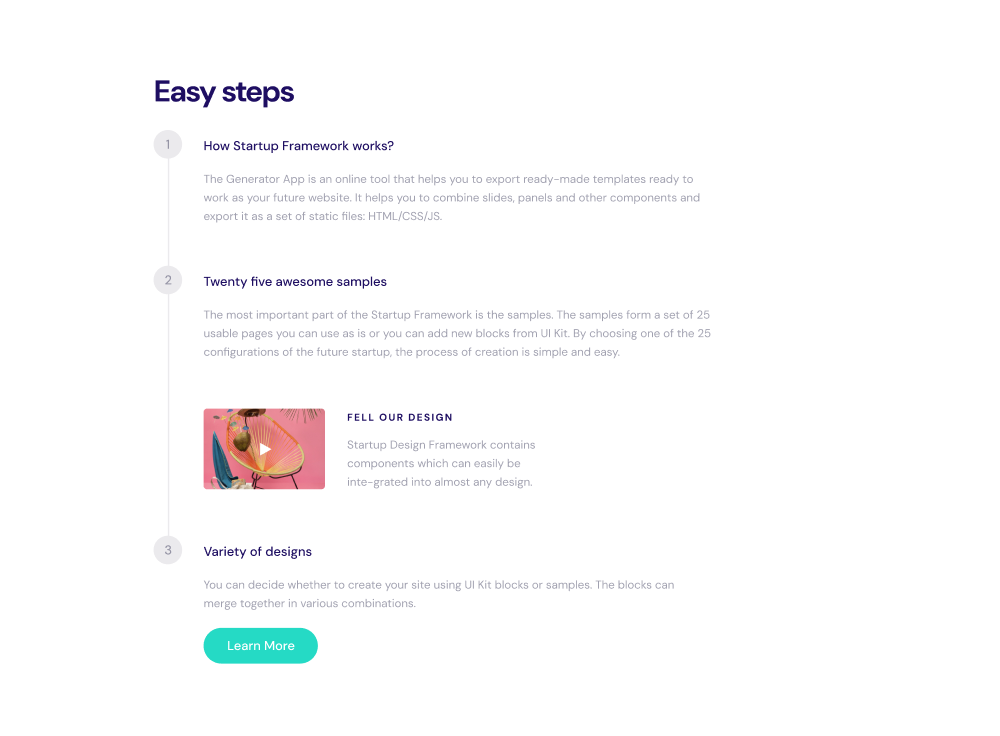 Easy steps
1
How Startup Framework works?
The Generator App is an online tool that helps you to export ready-made templates ready to
work as your future website. It helps you to combine slides, panels and other components and
export it as a set of static files: HTML/CSS/JS.
2
Twenty five awesome samples
The most important part of the Startup Framework is the samples. The samples form a set of 25
usable pages you can use as is or you can add new blocks from UI Kit. By choosing one of the 25
configurations of the future startup, the process of creation is simple and easy.
FELL OUR DESIGN
Startup Design Framework contains
components which can easily be
inte-grated into almost any design.
3
Variety of designs
You can decide whether to create your site using UI Kit blocks or samples. The blocks can
merge together in various combinations.
Learn More